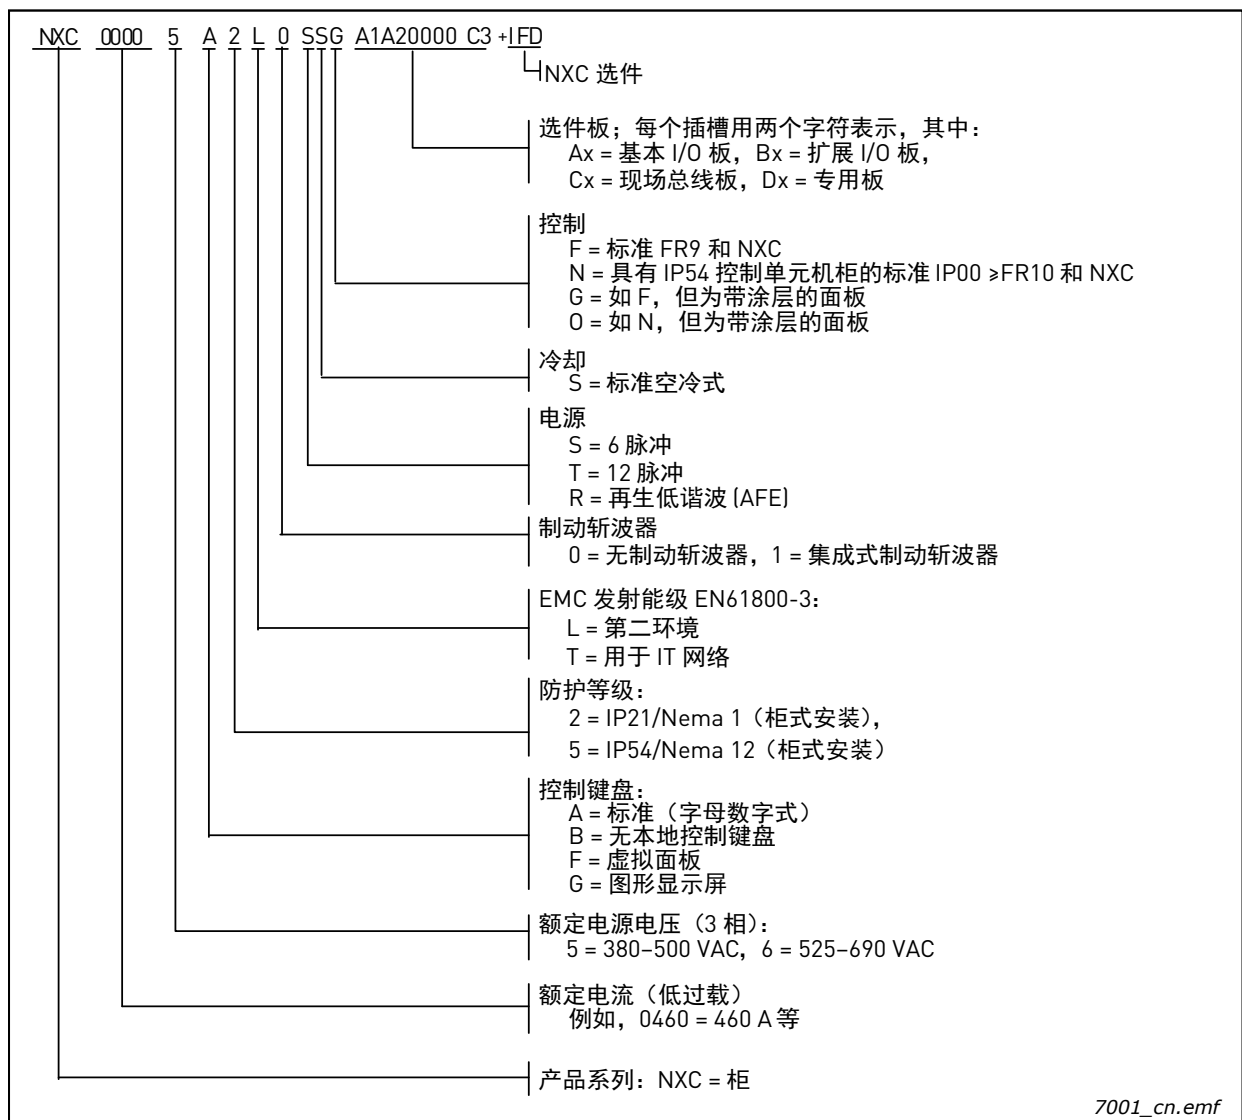 NXC 0000 5 A 2 L 0 SSG A1A20000 C3 +IFD
NXC 选件
选件板；每个插槽用两个字符表示，其中：
Ax = 基本 I/O 板，Bx = 扩展 I/O 板，
Cx = 现场总线板，Dx = 专用板
控制
F = 标准 FR9 和 NXC
N = 具有 IP54 控制单元机柜的标准 IP00 ≥FR10 和 NXC
G = 如 F，但为带涂层的面板
O = 如 N，但为带涂层的面板
冷却
S = 标准空冷式
电源
S = 6 脉冲
T = 12 脉冲
R = 再生低谐波 (AFE)
制动斩波器
0 = 无制动斩波器，1 = 集成式制动斩波器
EMC 发射能级 EN61800-3：
L = 第二环境
T = 用于 IT 网络
防护等级：
2 = IP21/Nema 1（柜式安装），
5 = IP54/Nema 12（柜式安装）
控制键盘：
A = 标准（字母数字式）
B = 无本地控制键盘
F = 虚拟面板
G = 图形显示屏
额定电源电压（3 相）：
5 = 380–500 VAC，6 = 525–690 VAC
额定电流（低过载）
例如，0460 = 460 A 等
产品系列：NXC = 柜
7001_cn.emf